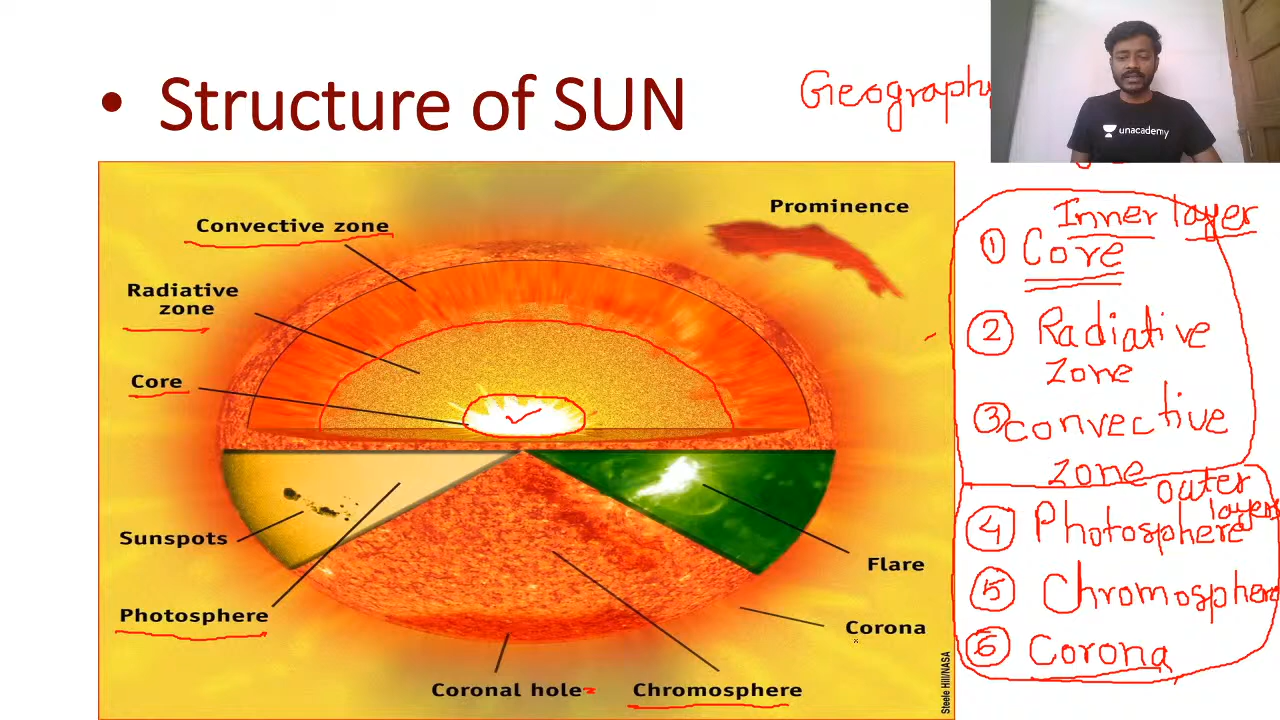 • Structure of SUN
Geography
unacademy
Convective zone
Prominence
Radiative
zone
Core
Sunspots
Photosphere
Flare
Corona
Coronal hole
Chromosphere
Steele Hill/NASA
Inner layer
① Core
② Radiative
zone
③ convective
zone
outer
layer
④ Photosphere
⑤ Chromosphere
⑥ Corona